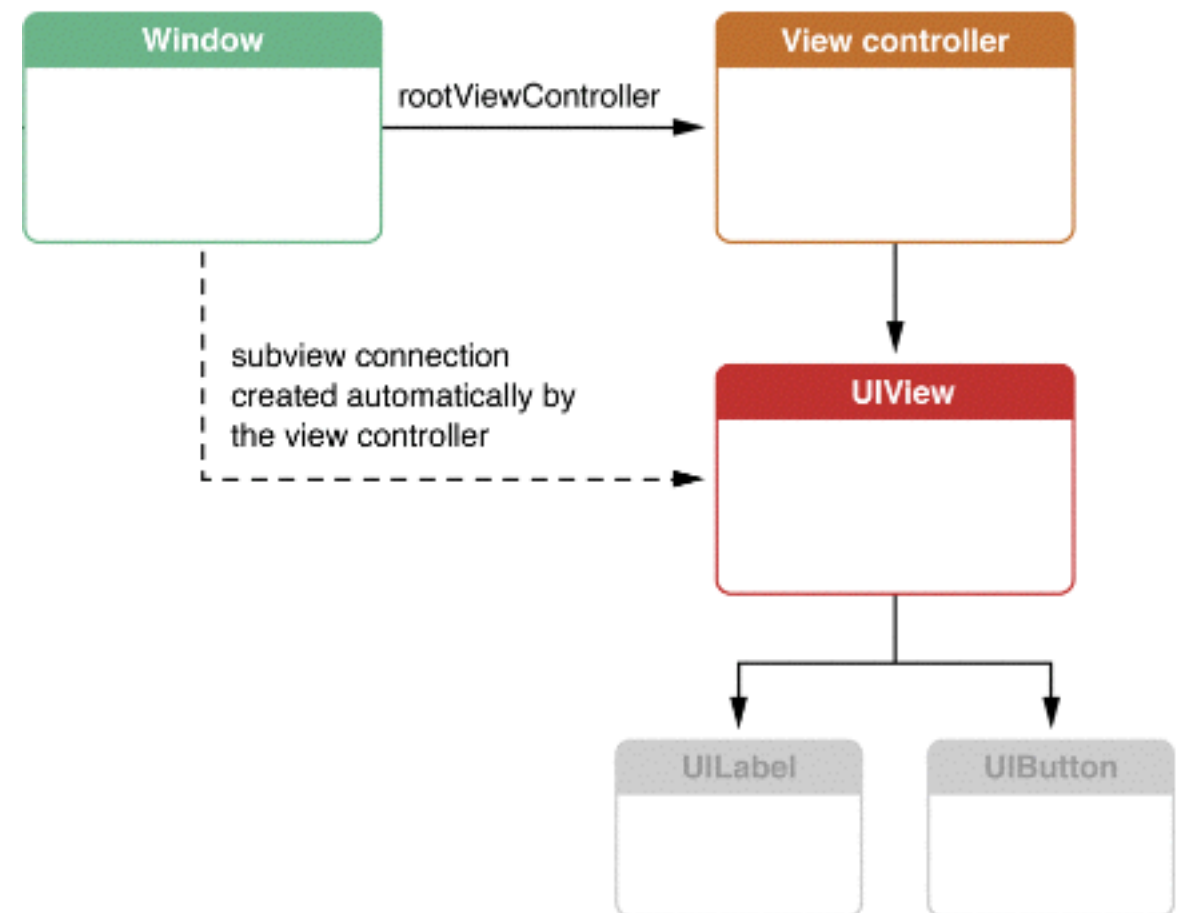 Window
View controller
rootViewController
subview connection
created automatically by
the view controller
UIView
UILabel
UIButton